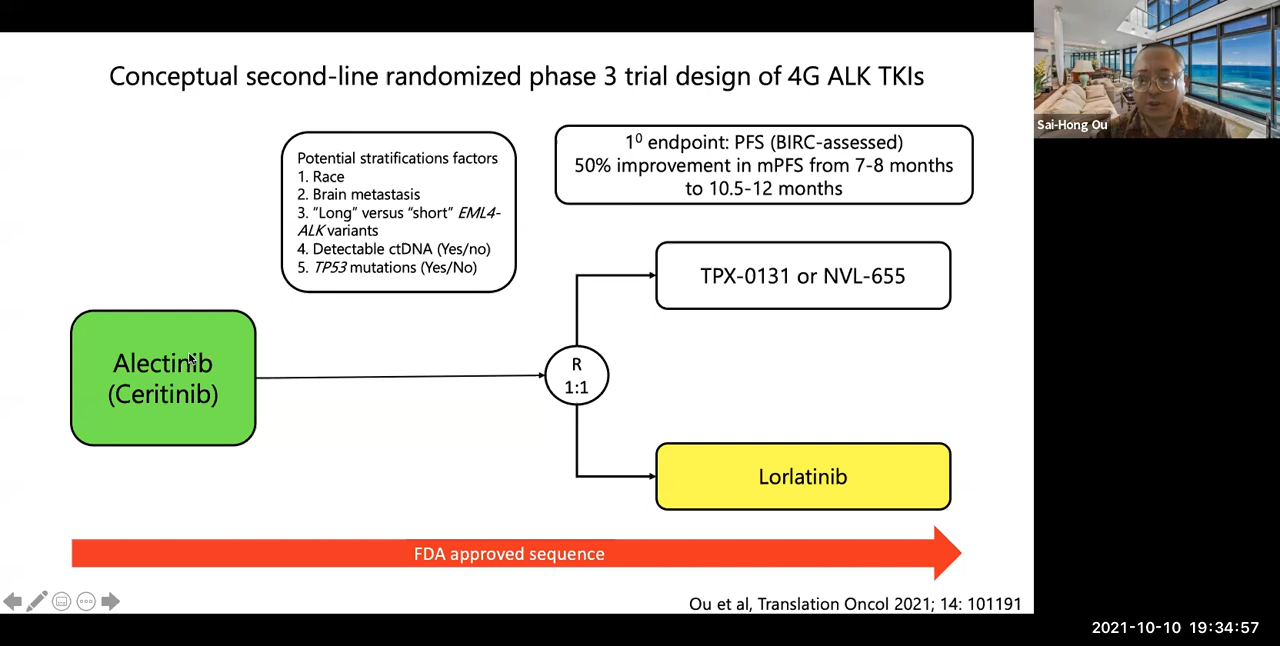 Conceptual second-line randomized phase 3 trial design of 4G ALK TKIs
Sai-Hong Ou
Potential stratifications factors
1. Race
2. Brain metastasis
3. “Long” versus “short” EML4-
ALK variants
4. Detectable ctDNA (Yes/no)
5. TP53 mutations (Yes/No)
1⁰ endpoint: PFS (BIRC-assessed)
50% improvement in mPFS from 7-8 months
to 10.5-12 months
TPX-0131 or NVL-655
Alectinib
(Ceritinib)
R
1:1
Lorlatinib
FDA approved sequence
Ou et al, Translation Oncol 2021; 14: 101191
2021-10-10 19:34:57